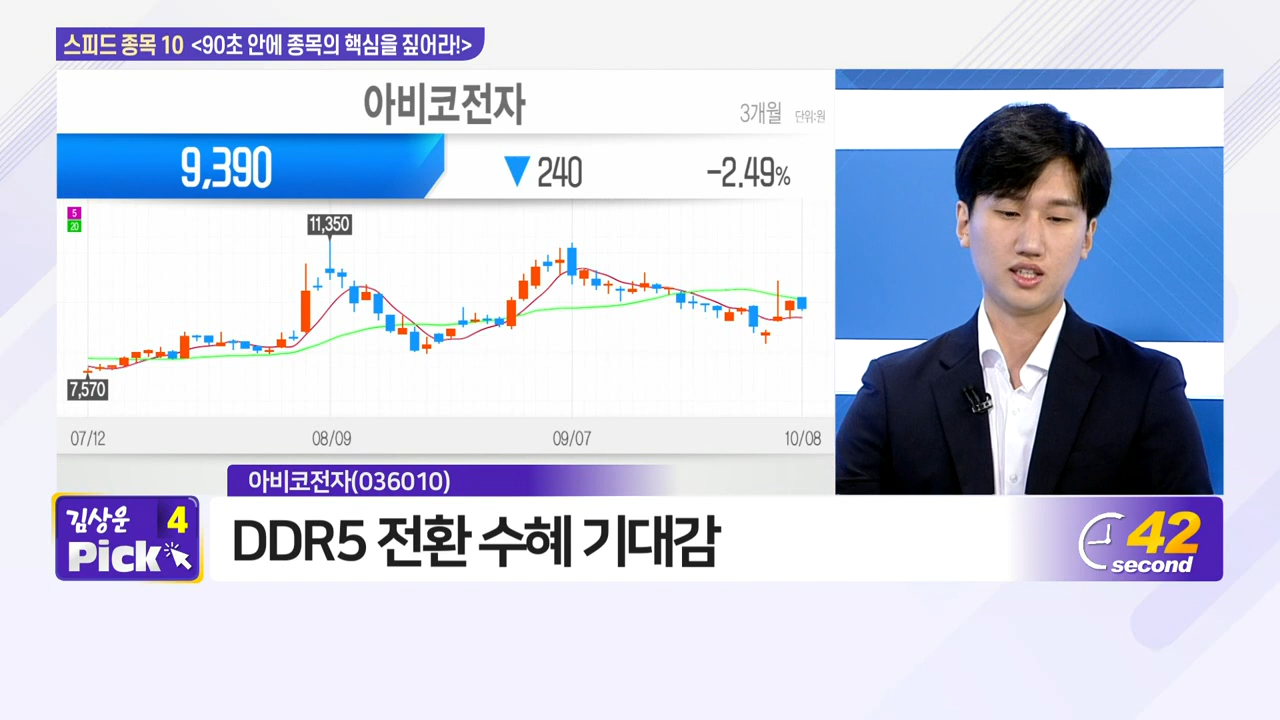 스피드 종목 10 <90초 안에 종목의 핵심을 짚어라!>
아비코전자
3개월 단위:원
9,390 ▼ 240 -2.49%
5
20
11,350
7,570
07/12 08/09 09/07 10/08
아비코전자(036010)
김상운 4
Pick
DDR5 전환 수혜 기대감
42
second